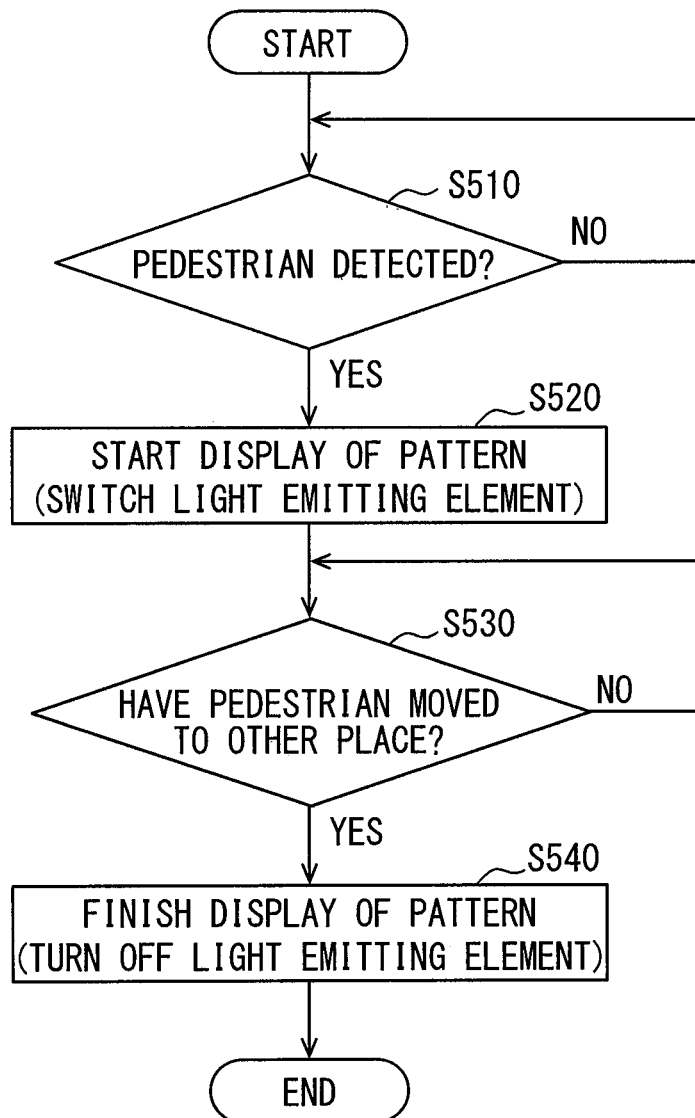 START
S510
PEDESTRIAN DETECTED?
NO
YES
S520
START DISPLAY OF PATTERN
(SWITCH LIGHT EMITTING ELEMENT)
S530
HAVE PEDESTRIAN MOVED
TO OTHER PLACE?
NO
YES
S540
FINISH DISPLAY OF PATTERN
(TURN OFF LIGHT EMITTING ELEMENT)
END